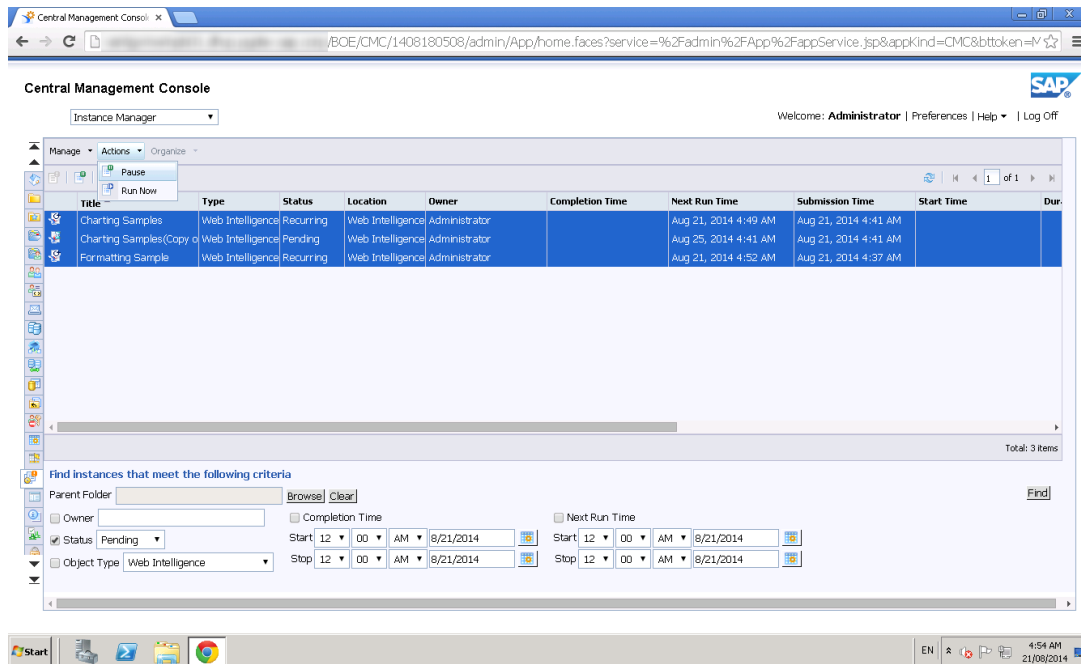 Central Management Consol
/BOE/CMC/1408180508/admin/App/home.faces?service=%2Fadmin%2FApp%2FappService.jsp&appKind=CMC&bttoken=M
Central Management Console
SAP
Instance Manager
Welcome: Administrator | Preferences | Help | Log Off
Manage Actions Organize
Pause
Run Now
1 of 1
Title Type Status Location Owner Completion Time Next Run Time Submission Time Start Time Dur
Charting Samples Web Intelligence Recurring Web Intelligence Administrator Aug 21, 2014 4:49 AM Aug 21, 2014 4:41 AM
Charting Samples(Copy o Web Intelligence Pending Web Intelligence Administrator Aug 25, 2014 4:41 AM Aug 21, 2014 4:41 AM
Formatting Sample Web Intelligence Recurring Web Intelligence Administrator Aug 21, 2014 4:52 AM Aug 21, 2014 4:37 AM
Total: 3 items
Find instances that meet the following criteria
Parent Folder Browse Clear Find
Owner Completion Time Next Run Time
Status Pending Start 12 00 AM 8/21/2014 Start 12 00 AM 8/21/2014
Object Type Web Intelligence Stop 12 00 AM 8/21/2014 Stop 12 00 AM 8/21/2014
Start EN 4:54 AM
21/08/2014